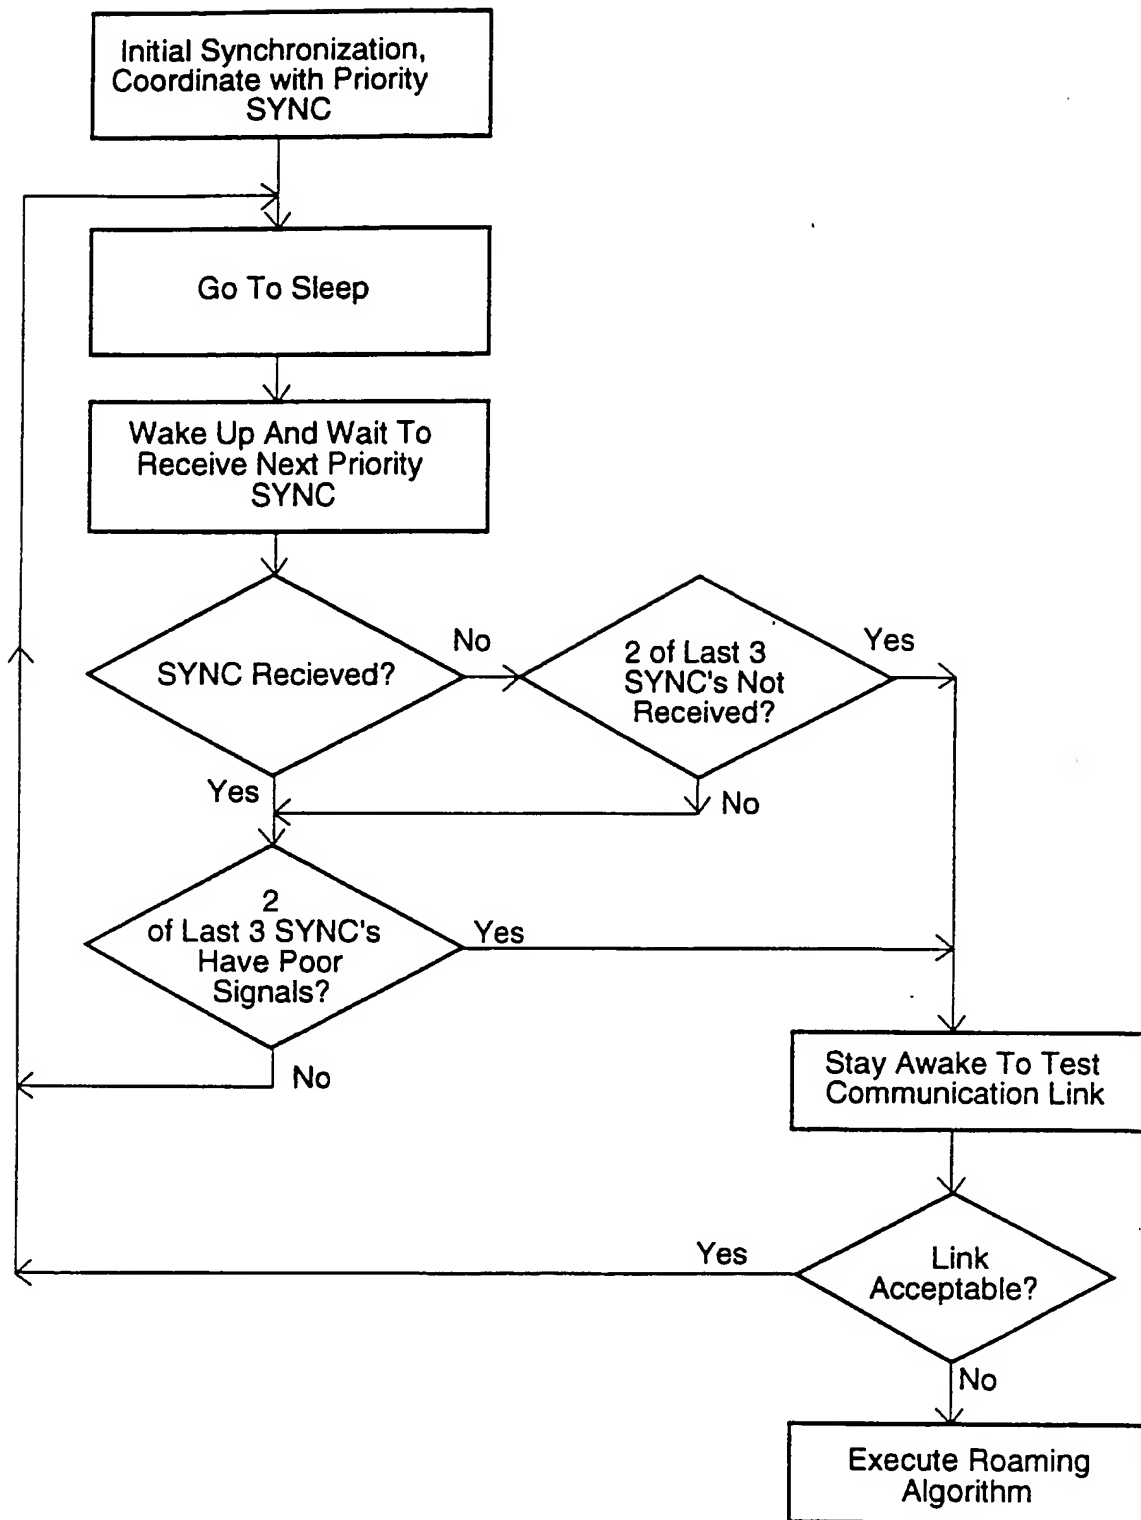 Initial Synchronization,
Coordinate with Priority
SYNC
Go To Sleep
Wake Up And Wait To
Receive Next Priority
SYNC
SYNC Recieved?
No
2 of Last 3
SYNC's Not
Received?
Yes
Yes
No
2
of Last 3 SYNC's
Have Poor
Signals?
Yes
No
Stay Awake To Test
Communication Link
Link
Acceptable?
Yes
No
Execute Roaming
Algorithm